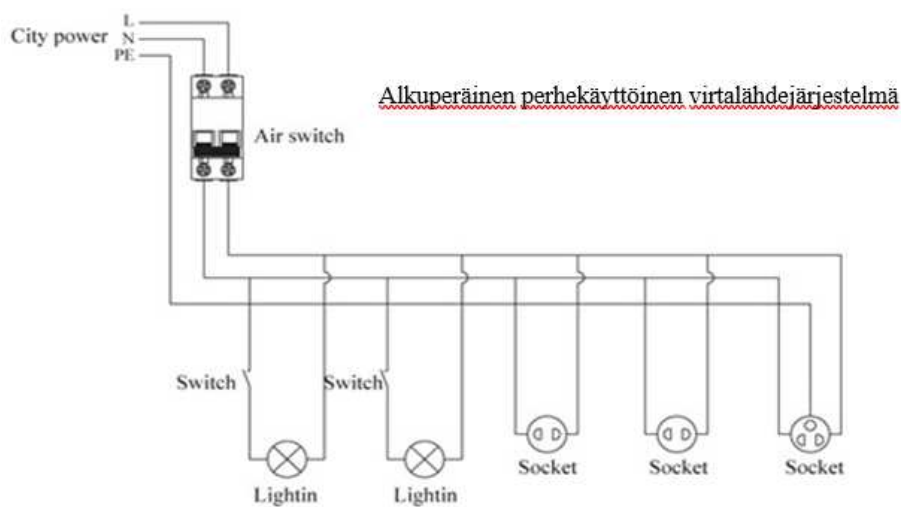 L
City power N
PE
Alkuperäinen perhekäyttöinen virtalähdejärjestelmä
Air switch
Switch
Switch
Socket
Socket
Socket
Lightin
Lightin